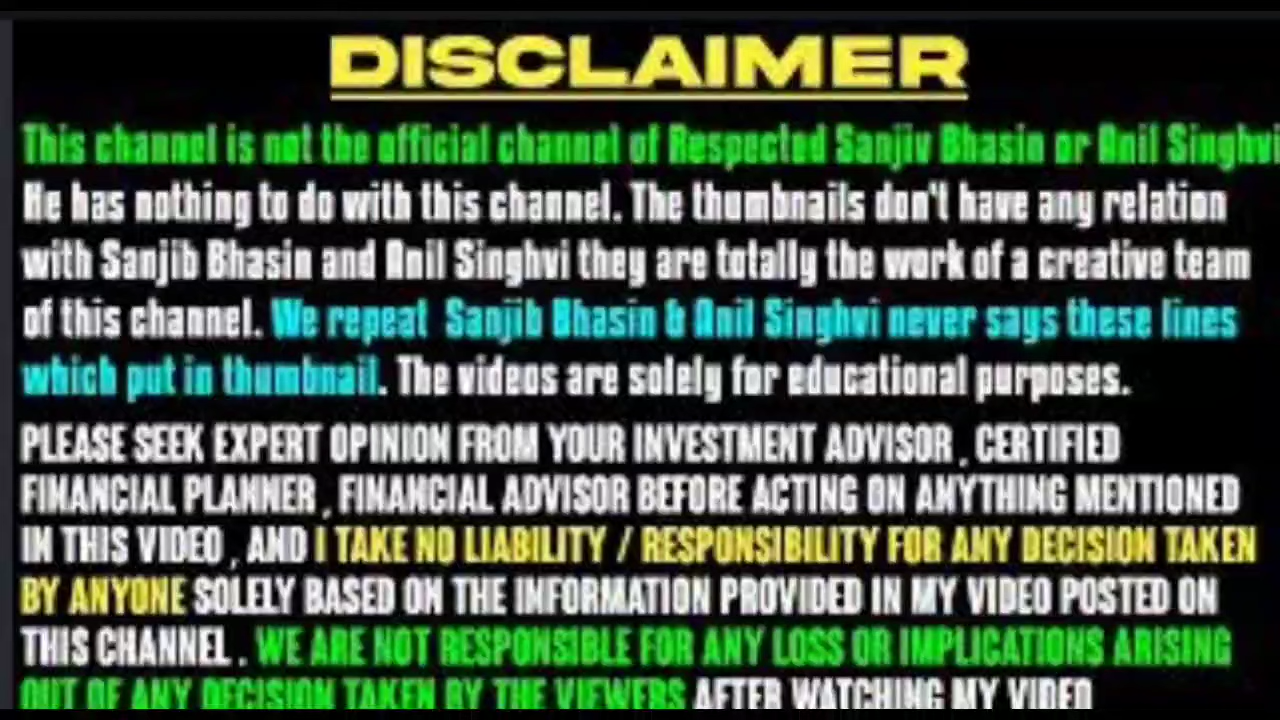 DISCLAIMER
This channel is not the official channel of Respected Sanjiv Bhasin or Anil Singhvi
He has nothing to do with this channel. The thumbnails don't have any relation
with Sanjib Bhasin and Anil Singhvi they are totally the work of a creative team
of this channel. We repeat Sanjib Bhasin & Anil Singhvi never says these lines
which put in thumbnail. The videos are solely for educational purposes.
PLEASE SEEK EXPERT OPINION FROM YOUR INVESTMENT ADVISOR , CERTIFIED
FINANCIAL PLANNER , FINANCIAL ADVISOR BEFORE ACTING ON ANYTHING MENTIONED
IN THIS VIDEO , AND I TAKE NO LIABILITY / RESPONSIBILITY FOR ANY DECISION TAKEN
BY ANYONE SOLELY BASED ON THE INFORMATION PROVIDED IN MY VIDEO POSTED ON
THIS CHANNEL . WE ARE NOT RESPONSIBLE FOR ANY LOSS OR IMPLICATIONS ARISING
OUT OF ANY DECISION TAKEN BY THE VIEWERS AFTER WATCHING MY VIDEO